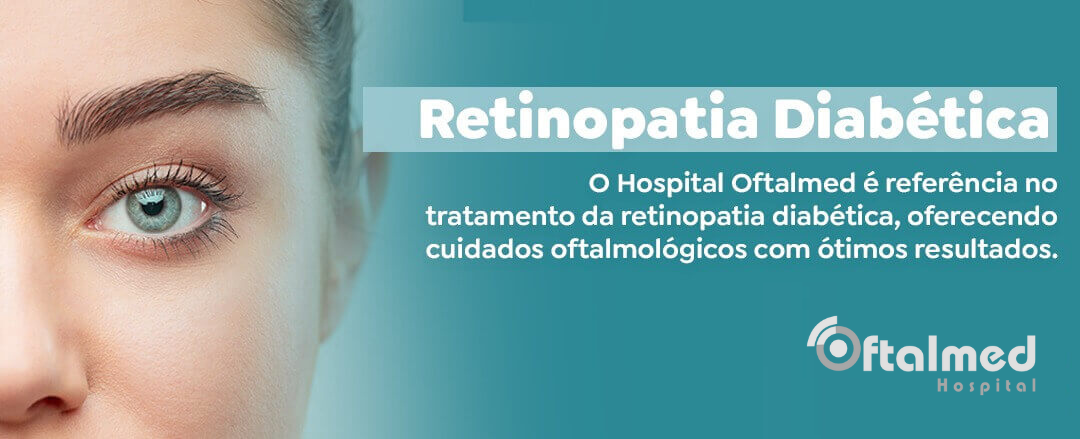 Retinopatia Diabética
O Hospital Oftalmed é referência no
tratamento da retinopatia diabética, oferecendo
cuidados oftalmológicos com ótimos resultados.
Oftalmed
Hospital